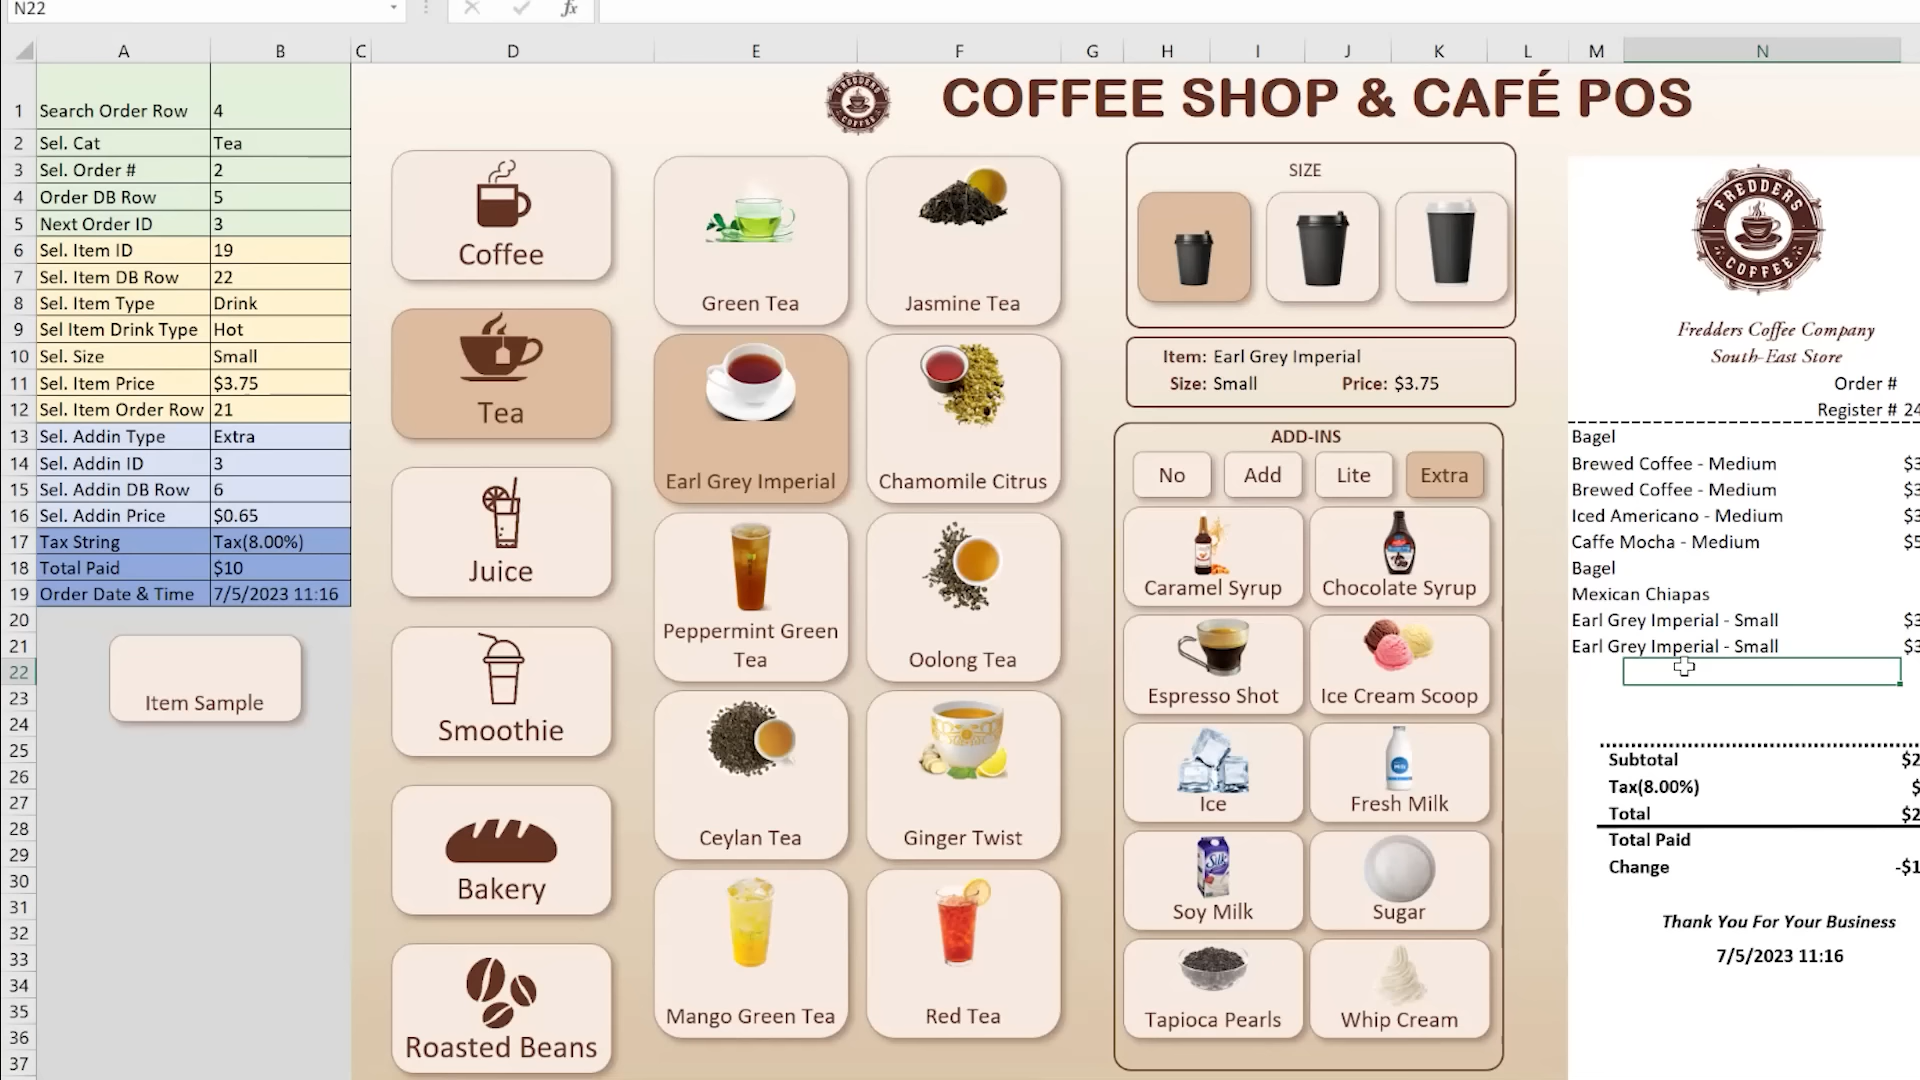 N22
fx
A B C D E F G H I J K L M N
COFFEE SHOP & CAFÉ POS
1 Search Order Row 4
2 Sel. Cat Tea
3 Sel. Order # 2
4 Order DB Row 5
5 Next Order ID 3
6 Sel. Item ID 19
7 Sel. Item DB Row 22
8 Sel. Item Type Drink
9 Sel Item Drink Type Hot
10 Sel. Size Small
11 Sel. Item Price $3.75
12 Sel. Item Order Row 21
13 Sel. Addin Type Extra
14 Sel. Addin ID 3
15 Sel. Addin DB Row 6
16 Sel. Addin Price $0.65
17 Tax String Tax(8.00%)
18 Total Paid $10
19 Order Date & Time 7/5/2023 11:16
20
21
22
23
24
25
26
27
28
29
30
31
32
33
34
35
36
37
Item Sample
Coffee
Tea
Juice
Smoothie
Bakery
Roasted Beans
Green Tea
Jasmine Tea
Earl Grey Imperial
Chamomile Citrus
Peppermint Green
Tea
Oolong Tea
Ceylan Tea
Ginger Twist
Mango Green Tea
Red Tea
SIZE
Item: Earl Grey Imperial
Size: Small Price: $3.75
ADD-INS
No Add Lite Extra
Caramel Syrup
Chocolate Syrup
Espresso Shot
Ice Cream Scoop
Ice
Fresh Milk
Soy Milk
Sugar
Tapioca Pearls
Whip Cream
FREDDERS
COFFEE
Fredders Coffee Company
South-East Store
Order #
Register # 24
Bagel
Brewed Coffee - Medium $3
Brewed Coffee - Medium $3
Iced Americano - Medium $3
Caffe Mocha - Medium $5
Bagel
Mexican Chiapas
Earl Grey Imperial - Small $3
Earl Grey Imperial - Small $3
Subtotal $2
Tax(8.00%) $
Total $2
Total Paid
Change -$1
Thank You For Your Business
7/5/2023 11:16